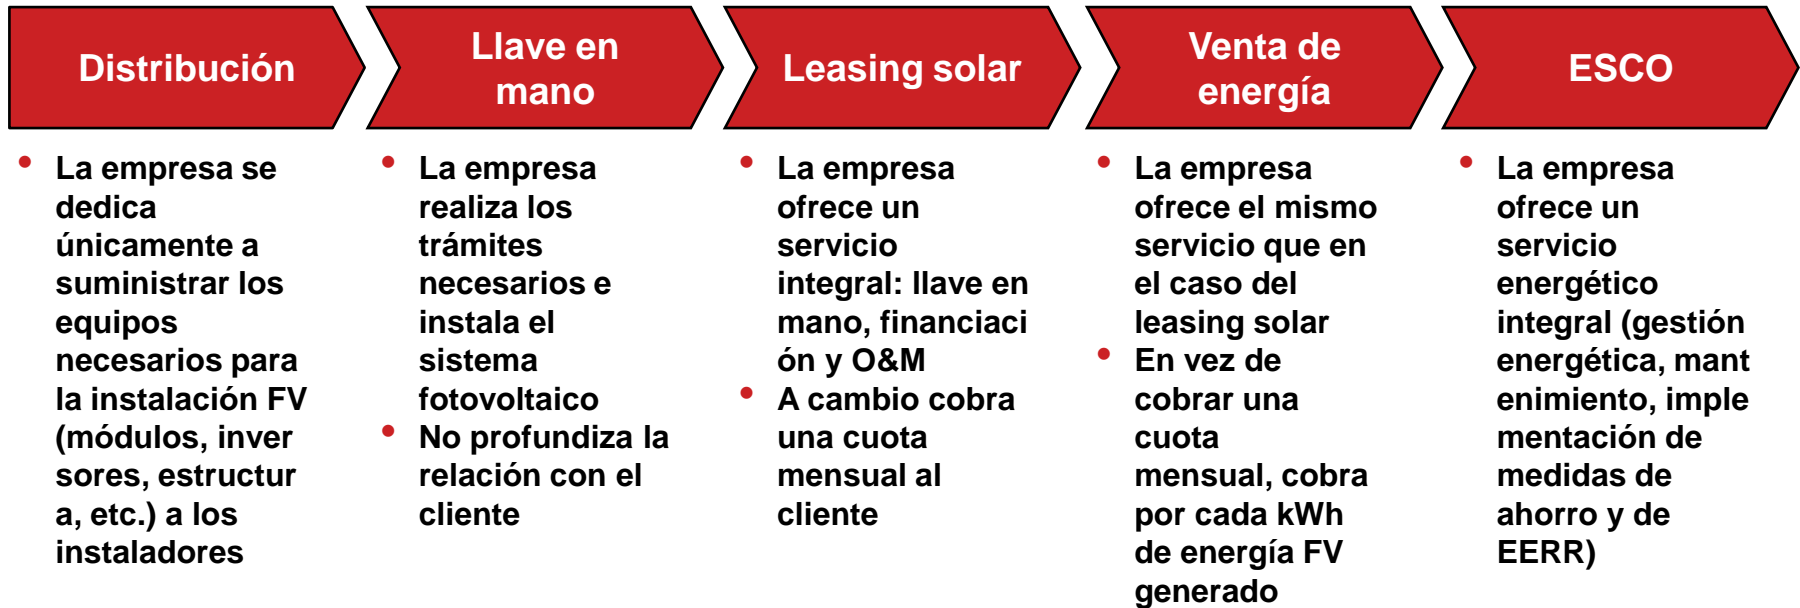 Distribución
Llave en
mano
Leasing solar
Venta de
energía
ESCO
• La empresa se
dedica
únicamente a
suministrar los
equipos
necesarios para
la instalación FV
(módulos, inver
sores, estructur
a, etc.) a los
instaladores
• La empresa
realiza los
trámites
necesarios e
instala el
sistema
fotovoltaico
• No profundiza la
relación con el
cliente
• La empresa
ofrece un
servicio
integral: llave en
mano, financiaci
ón y O&M
• A cambio cobra
una cuota
mensual al
cliente
• La empresa
ofrece el mismo
servicio que en
el caso del
leasing solar
• En vez de
cobrar una
cuota
mensual, cobra
por cada kWh
de energía FV
generado
• La empresa
ofrece un
servicio
energético
integral (gestión
energética, mant
enimiento, imple
mentación de
medidas de
ahorro y de
EERR)